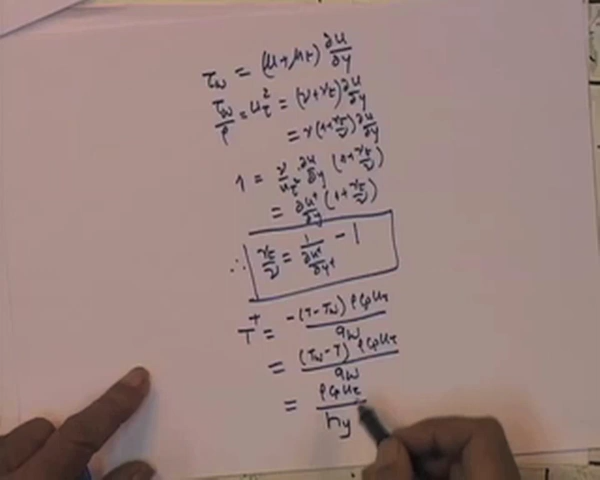 τw = (μ+μt) ∂u/∂y
τw/ρ = uτ² = (ν+νt) ∂u/∂y
= ν(1+νt/ν) ∂u/∂y
1 = ν/uτ² . ∂u/∂y (1+νt/ν)
= ∂u⁺/∂y⁺ (1+νt/ν)
∴ νt/ν = 1/(∂u⁺/∂y⁺) - 1
T⁺ = -(T-Tw) ρCpuτ / qw
= (Tw-T) ρCpuτ / qw
= ρCpuτ / hy